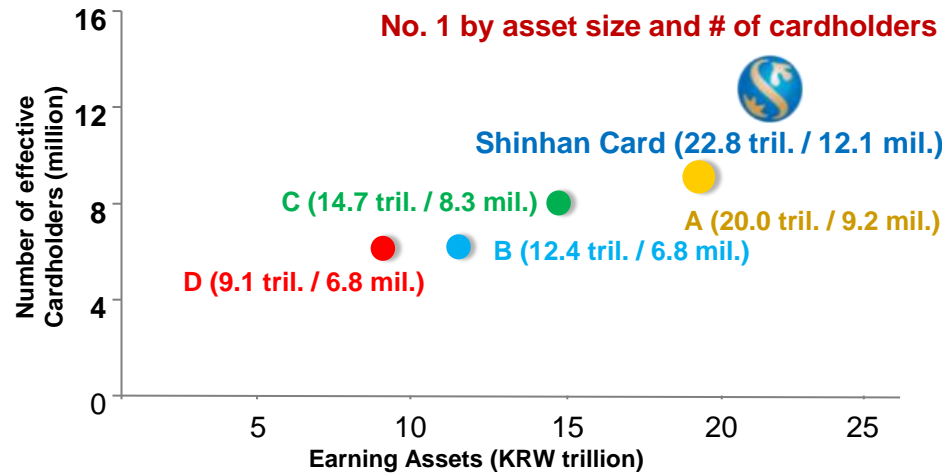 No. 1 by asset size and # of cardholders
Number of effective
Cardholders (million)
16
12
8
4
0
Shinhan Card (22.8 tril. / 12.1 mil.)
A (20.0 tril. / 9.2 mil.)
C (14.7 tril. / 8.3 mil.)
B (12.4 tril. / 6.8 mil.)
D (9.1 tril. / 6.8 mil.)
5 10 15 20 25
Earning Assets (KRW trillion)